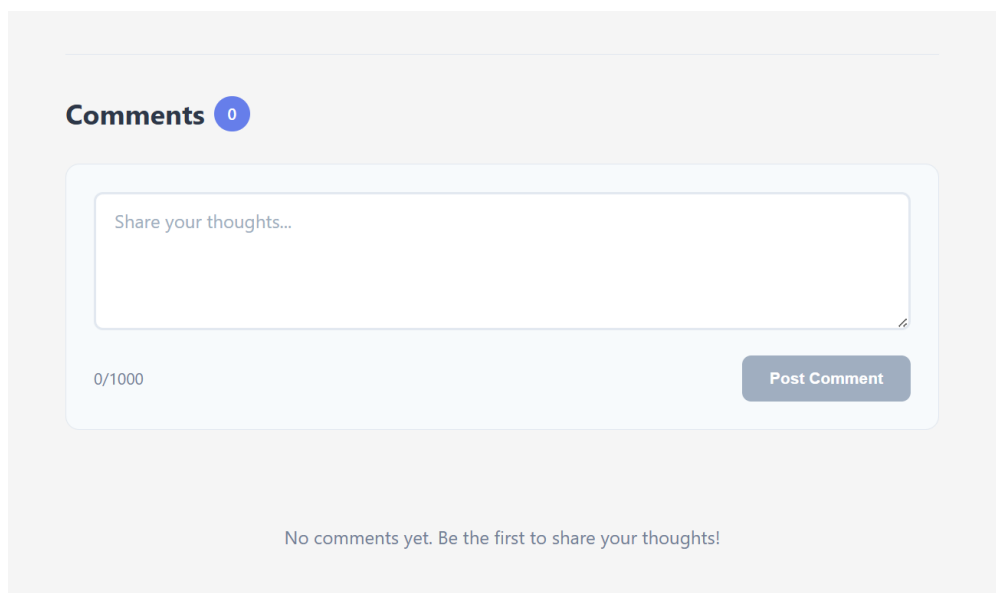 Comments 0
Share your thoughts...
0/1000 Post Comment
No comments yet. Be the first to share your thoughts!